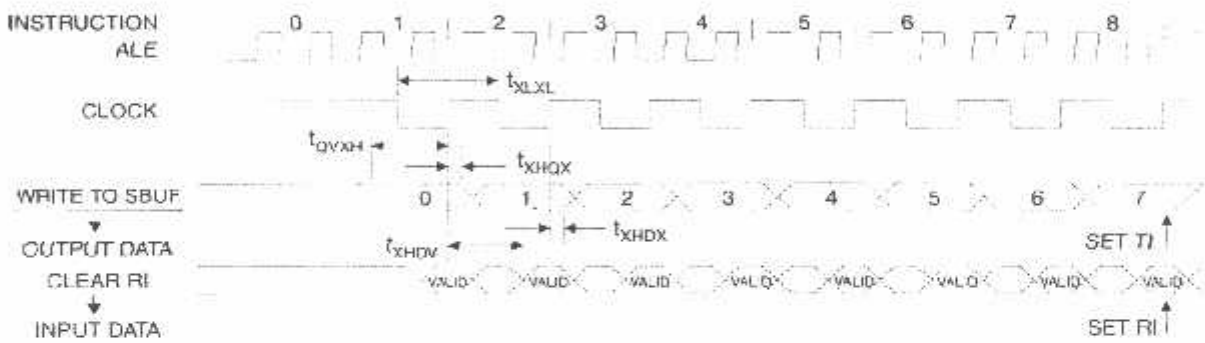 INSTRUCTION 0 1 2 3 4 5 6 7 8
ALE
tXLXL
CLOCK
tQVXH
tXHQX
WRITE TO SBUF 0 1 2 3 4 5 6 7
tXHDX
tXHDV
SET TI
OUTPUT DATA
CLEAR RI VALID VALID VALID VALID VALID VALID VALID VALID
INPUT DATA SET RI